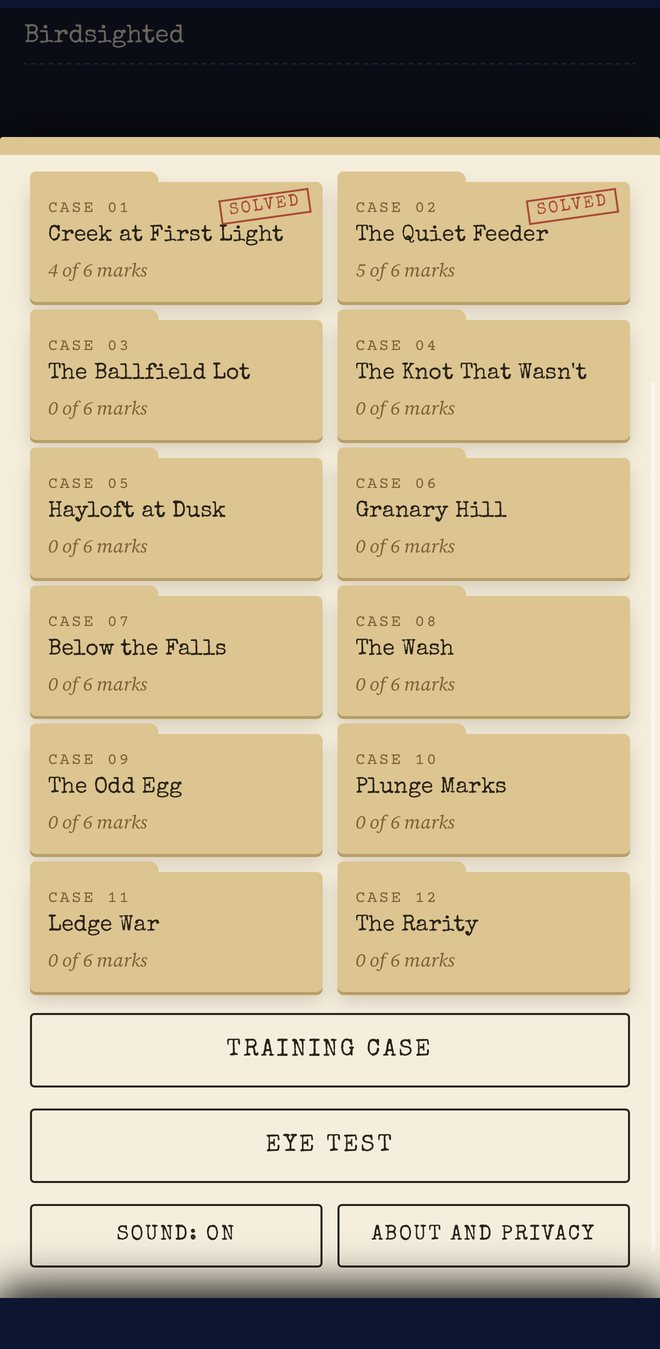 Birdsighted
CASE 01
SOLVED
Creek at First Light
4 of 6 marks
CASE 02
SOLVED
The Quiet Feeder
5 of 6 marks
CASE 03
The Ballfield Lot
0 of 6 marks
CASE 04
The Knot That Wasn't
0 of 6 marks
CASE 05
Hayloft at Dusk
0 of 6 marks
CASE 06
Granary Hill
0 of 6 marks
CASE 07
Below the Falls
0 of 6 marks
CASE 08
The Wash
0 of 6 marks
CASE 09
The Odd Egg
0 of 6 marks
CASE 10
Plunge Marks
0 of 6 marks
CASE 11
Ledge War
0 of 6 marks
CASE 12
The Rarity
0 of 6 marks
TRAINING CASE
EYE TEST
SOUND: ON
ABOUT AND PRIVACY